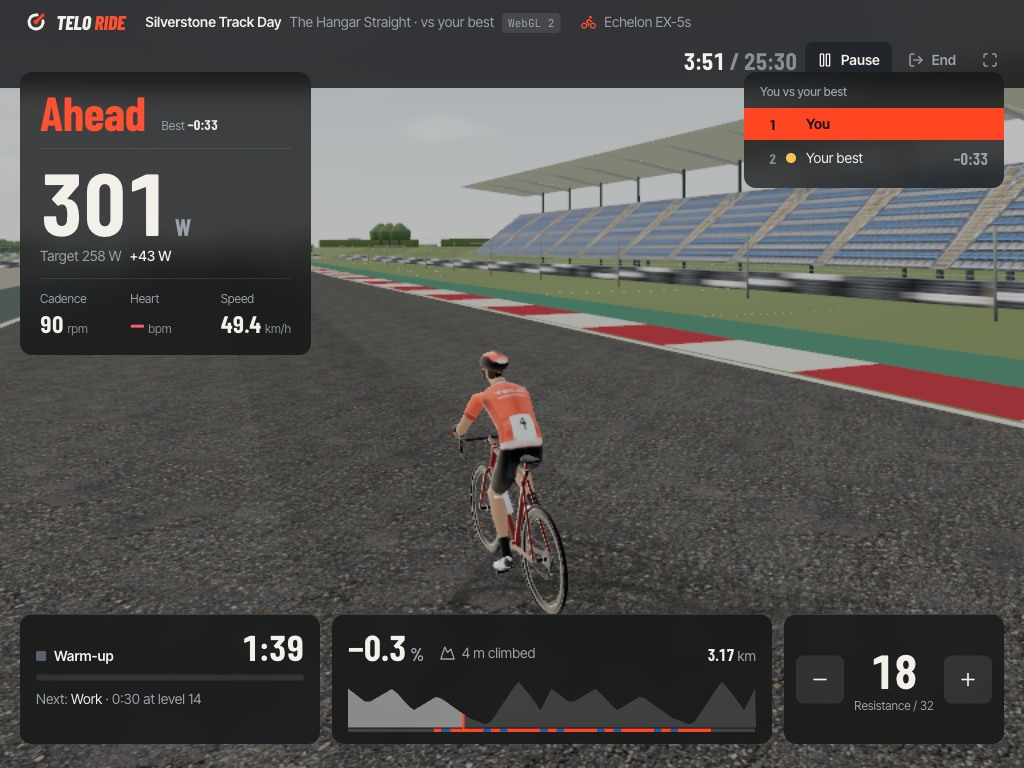 TELO RIDE Silverstone Track Day The Hangar Straight · vs your best WebGL 2 Echelon EX-5s
3:51 / 25:30 Pause End
Ahead Best −0:33
301 W
Target 258 W +43 W
Cadence Heart Speed
90 rpm – bpm 49.4 km/h
You vs your best
1 You
2 Your best −0:33
4
Warm-up 1:39
Next: Work · 0:30 at level 14
−0.3 % 4 m climbed 3.17 km
− 18 +
Resistance / 32